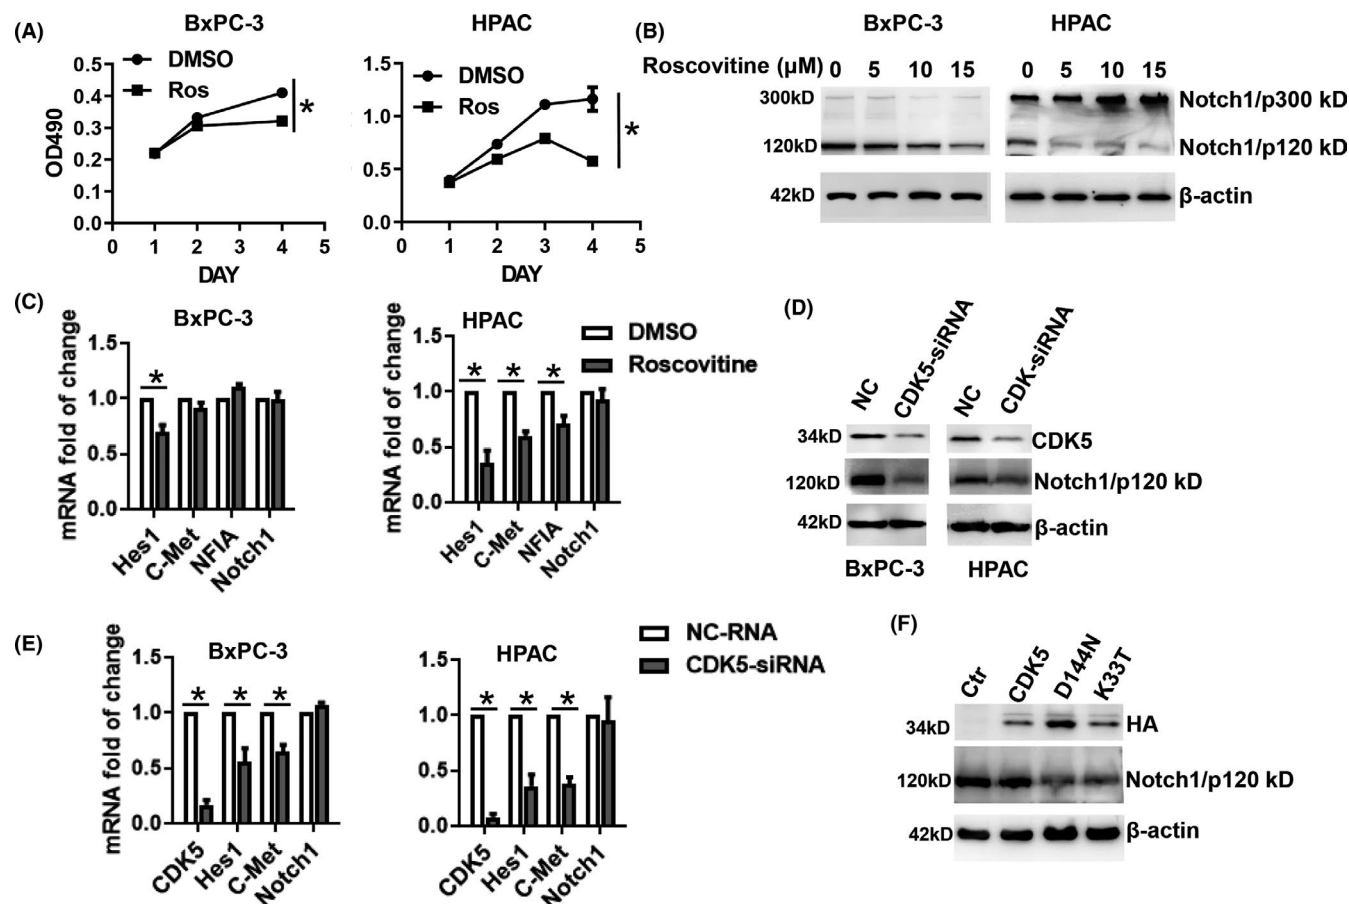 (A)
BxPC-3
DMSO
Ros
0.5
0.4
0.3
0.2
0.1
0.0
OD490
*
0 1 2 3 4 5
DAY
HPAC
DMSO
Ros
1.5
1.0
0.5
0.0
*
0 1 2 3 4 5
DAY
(B)
BxPC-3 HPAC
Roscovitine (μM) 0 5 10 15 0 5 10 15
300kD Notch1/p300 kD
120kD Notch1/p120 kD
42kD β-actin
(C)
BxPC-3
mRNA fold of change
1.5
1.0
0.5
0.0
*
Hes1
C-Met
NFIA
Notch1
HPAC
DMSO
Roscovitine
mRNA fold of change
1.5
1.0
0.5
0.0
* * *
Hes1
C-Met
NFIA
Notch1
(D)
NC CDK5-siRNA NC CDK-siRNA
34kD CDK5
120kD Notch1/p120 kD
42kD β-actin
BxPC-3 HPAC
(E)
BxPC-3
mRNA fold of change
1.5
1.0
0.5
0.0
* * *
CDK5
Hes1
C-Met
Notch1
HPAC
NC-RNA
CDK5-siRNA
1.5
1.0
0.5
0.0
* * *
CDK5
Hes1
C-Met
Notch1
(F)
Ctr CDK5 D144N K33T
34kD HA
120kD Notch1/p120 kD
42kD β-actin